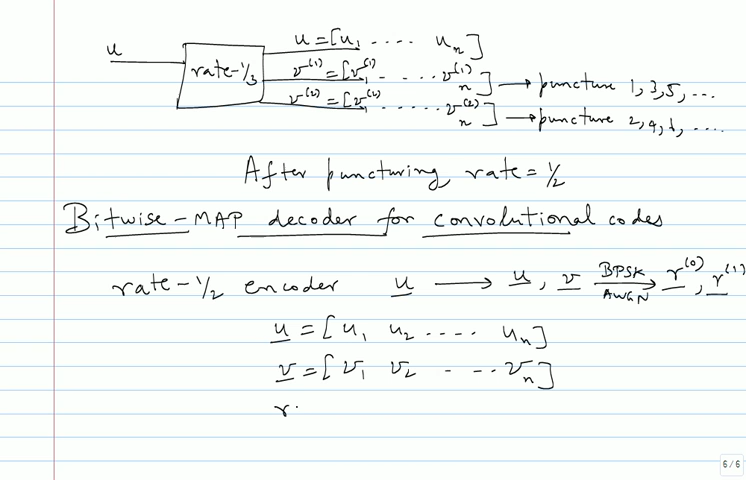 u = [u₁ .... uₙ]
u
rate-1/3
v⁽¹⁾ = [v₁⁽¹⁾ .... vₙ⁽¹⁾] → puncture 1, 3, 5, ...
v⁽²⁾ = [v₁⁽²⁾ .... vₙ⁽²⁾] → puncture 2, 4, 6, ....
After puncturing, rate = 1/2
Bitwise-MAP decoder for convolutional codes
rate-1/2 encoder u → u, v BPSK AWGN → r⁽⁰⁾, r⁽¹⁾
u = [u₁ u₂ .... uₙ]
v = [v₁ v₂ - ... vₙ]
r
6/6